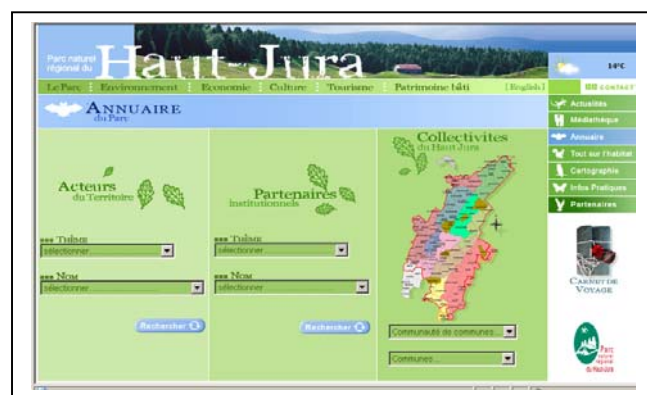 Parc naturel
régional du
Haut-Jura
14°C
Le Parc Environnement Economie Culture Tourisme Patrimoine bâti [English]
CONTACT
ANNUAIRE
du Parc
Actualités
Médiathèque
Annuaire
Tout sur l'habitat
Cartographie
Infos Pratiques
Partenaires
Acteurs
du Territoire
THÈME
sélectionner
NOM
sélectionner
Rechercher
Partenaires
institutionnels
THÈME
sélectionner
NOM
sélectionner
Rechercher
Collectivites
du Haut Jura
Communauté de communes...
Communes...
CARNET DE
VOYAGE
Parc
naturel
régional
du Haut-Jura